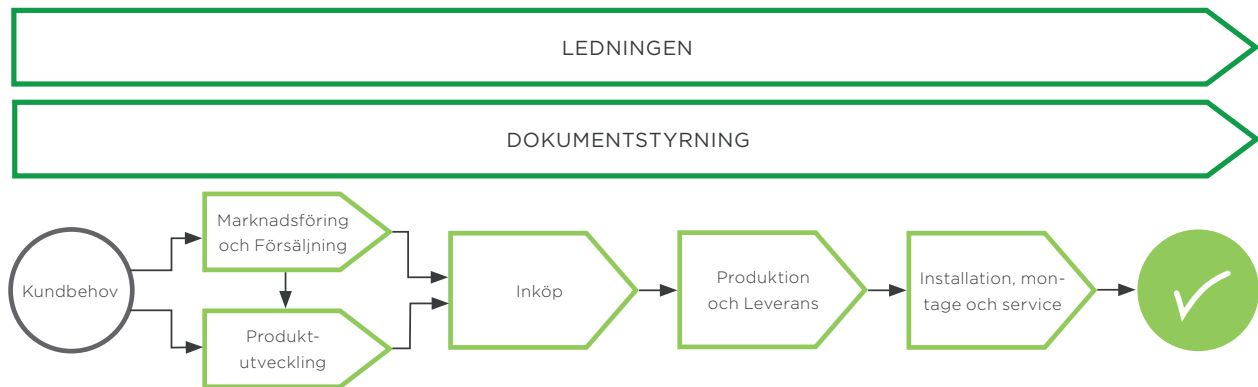 LEDNINGEN
DOKUMENTSTYRNING
Kundbehov
Marknadsföring
och Försäljning
Produkt-
utveckling
Inköp
Produktion
och Leverans
Installation, mon-
tage och service